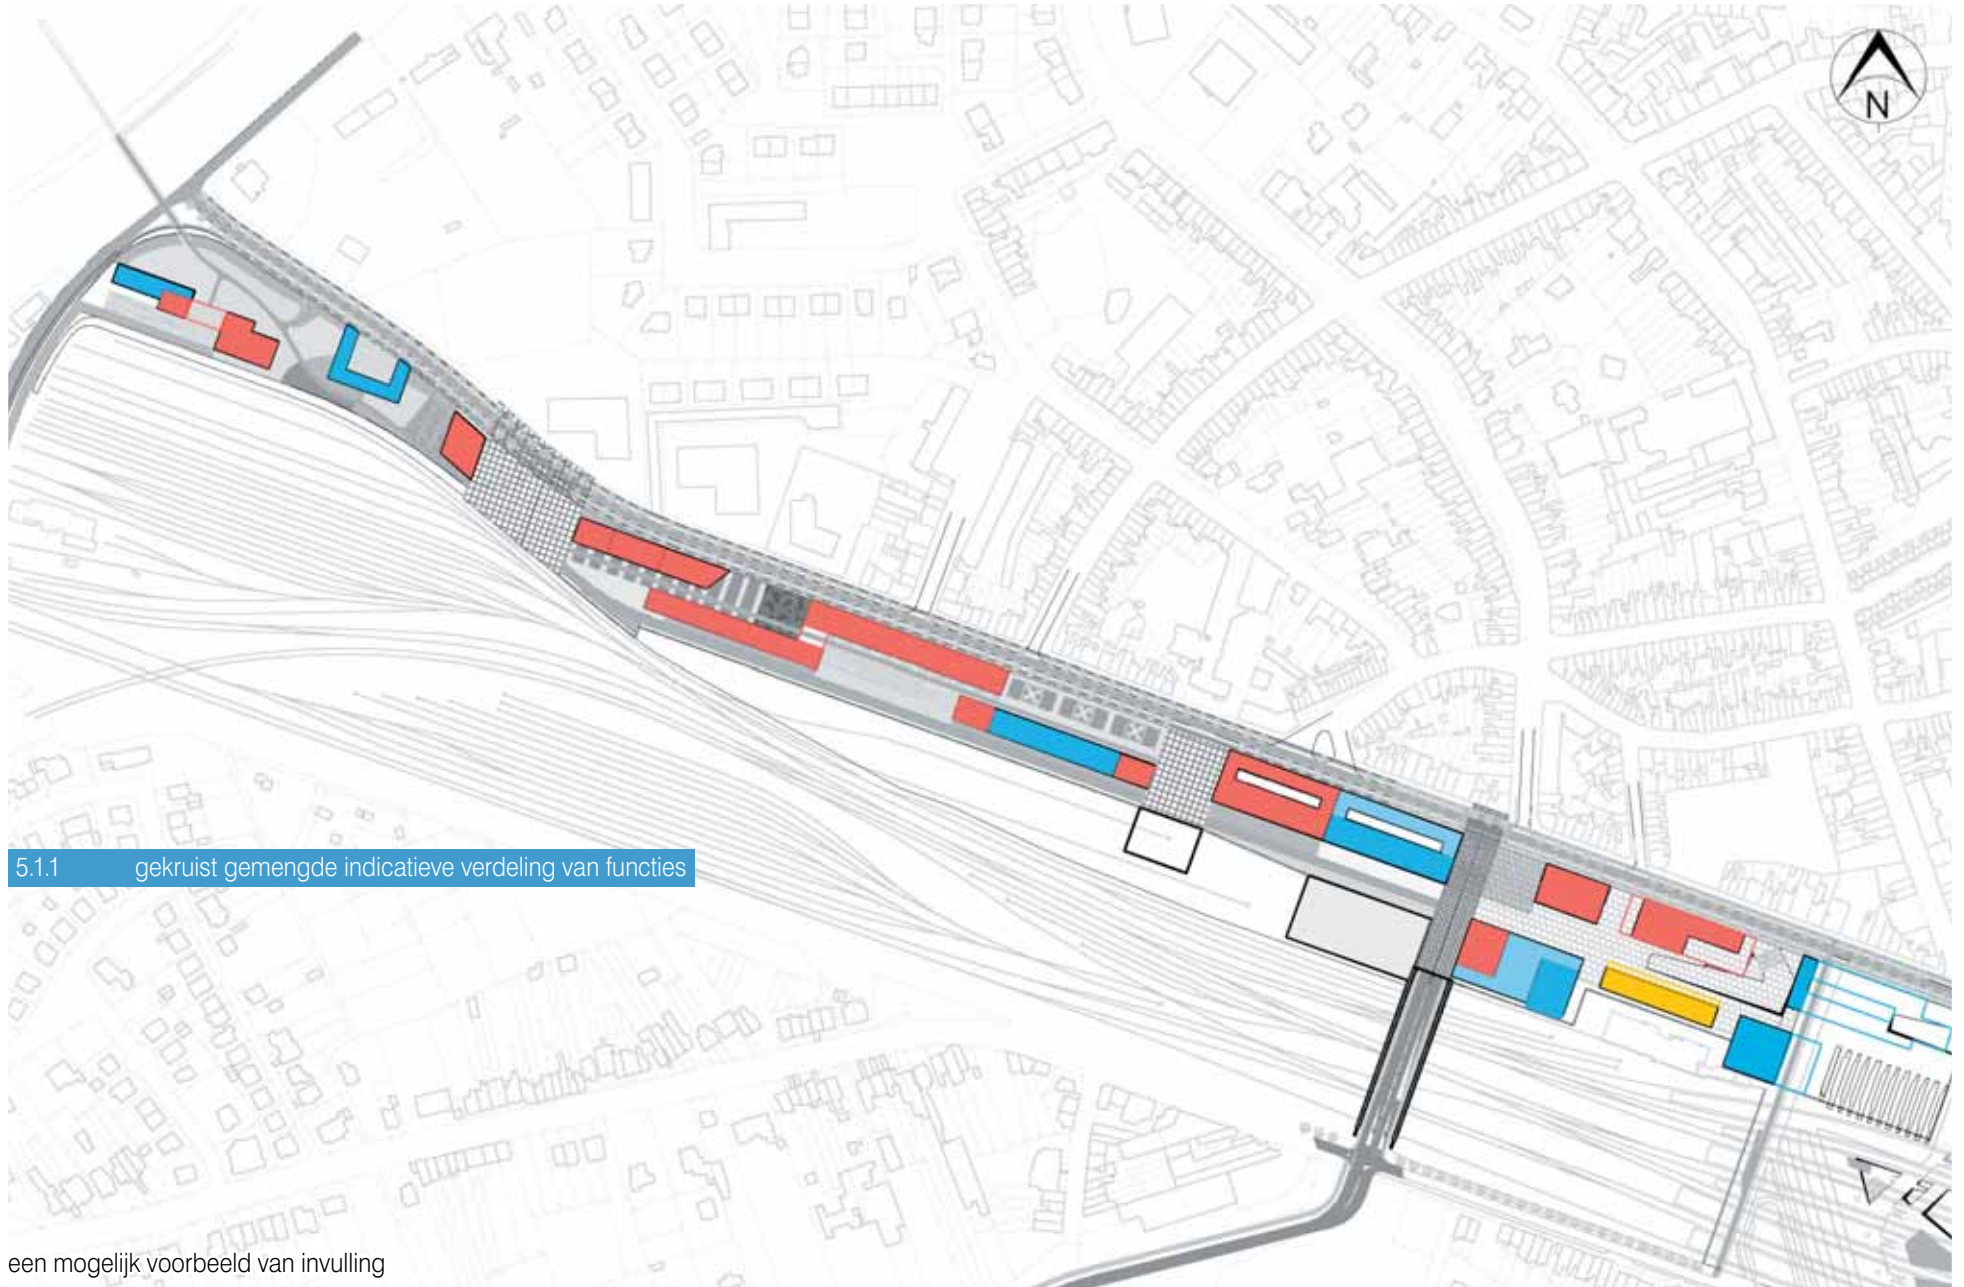 N
5.1.1 gekruist gemengde indicatieve verdeling van functies
een mogelijk voorbeeld van invulling